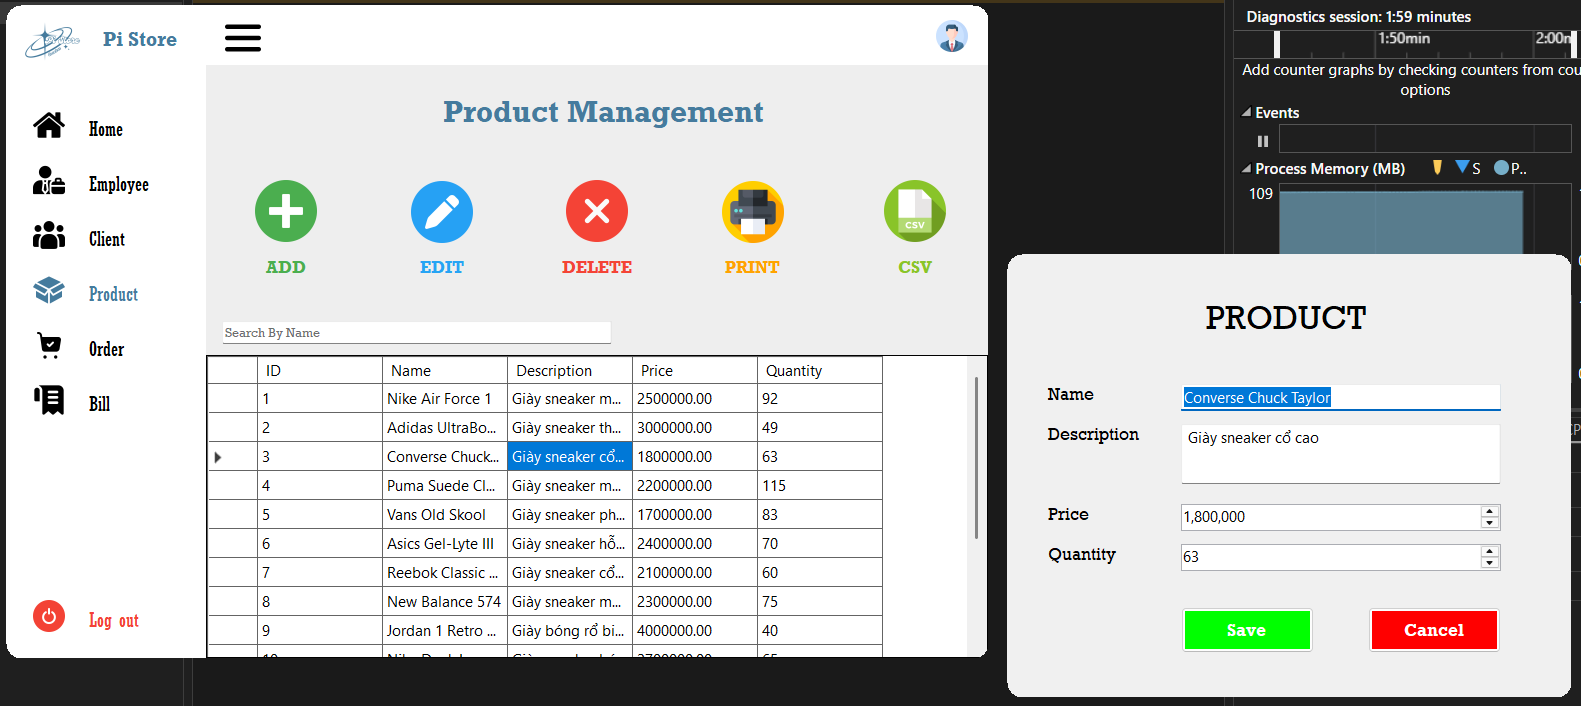 Pi Store
Home
Employee
Client
Product
Order
Bill
Log out
Product Management
ADD
EDIT
DELETE
PRINT
CSV
CSV
Search By Name
ID Name Description Price Quantity
1 Nike Air Force 1 Giày sneaker m... 2500000.00 92
2 Adidas UltraBo... Giày sneaker th... 3000000.00 49
3 Converse Chuck... Giày sneaker cổ... 1800000.00 63
4 Puma Suede Cl... Giày sneaker m... 2200000.00 115
5 Vans Old Skool Giày sneaker ph... 1700000.00 83
6 Asics Gel-Lyte III Giày sneaker hỗ... 2400000.00 70
7 Reebok Classic ... Giày sneaker cổ... 2100000.00 60
8 New Balance 574 Giày sneaker m... 2300000.00 75
9 Jordan 1 Retro ... Giày bóng rổ bi... 4000000.00 40
Diagnostics session: 1:59 minutes
1:50min 2:00m
Add counter graphs by checking counters from cou
options
Events
Process Memory (MB) S P..
109
PRODUCT
Name Converse Chuck Taylor
Description Giày sneaker cổ cao
Price 1,800,000
Quantity 63
Save Cancel